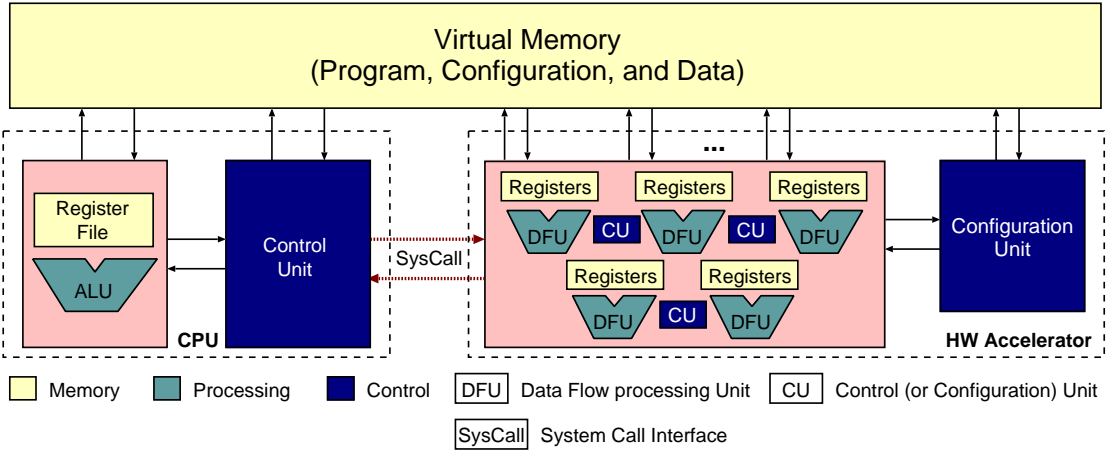 Virtual Memory
(Program, Configuration, and Data)
...
Register
File
ALU
CPU
Control
Unit
SysCall
Registers
Registers
Registers
DFU
CU
DFU
CU
DFU
Registers
Registers
DFU
CU
DFU
Configuration
Unit
HW Accelerator
Memory
Processing
Control
DFU
Data Flow processing Unit
CU
Control (or Configuration) Unit
SysCall
System Call Interface